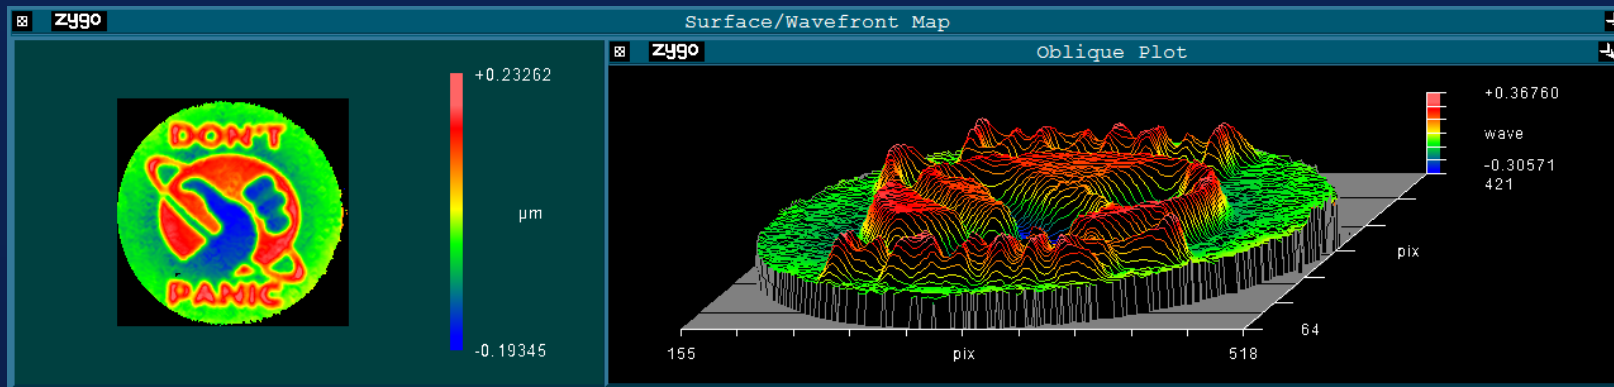 zygo Surface/Wavefront Map
zygo Oblique Plot
+0.23262
µm
-0.19345
DON'T
PANIC
+0.36760
wave
-0.30571
421
pix
64
155 pix 518